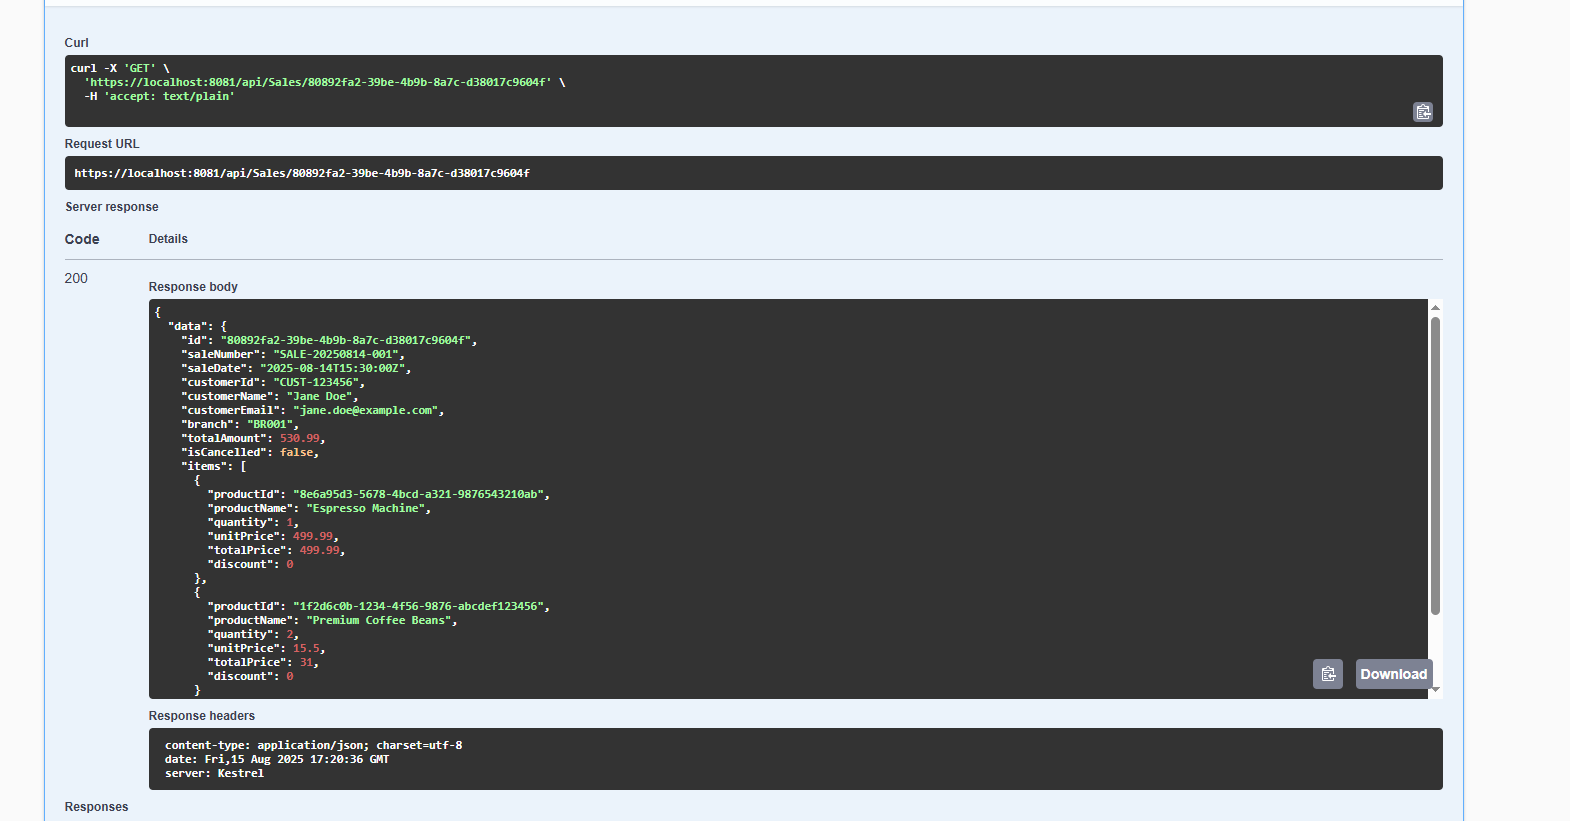 Curl
curl -X 'GET' \
  'https://localhost:8081/api/Sales/80892fa2-39be-4b9b-8a7c-d38017c9604f' \
  -H 'accept: text/plain'
Request URL
https://localhost:8081/api/Sales/80892fa2-39be-4b9b-8a7c-d38017c9604f
Server response
Code Details
200
Response body
{
  "data": {
    "id": "80892fa2-39be-4b9b-8a7c-d38017c9604f",
    "saleNumber": "SALE-20250814-001",
    "saleDate": "2025-08-14T15:30:00Z",
    "customerId": "CUST-123456",
    "customerName": "Jane Doe",
    "customerEmail": "jane.doe@example.com",
    "branch": "BR001",
    "totalAmount": 530.99,
    "isCancelled": false,
    "items": [
      {
        "productId": "8e6a95d3-5678-4bcd-a321-9876543210ab",
        "productName": "Espresso Machine",
        "quantity": 1,
        "unitPrice": 499.99,
        "totalPrice": 499.99,
        "discount": 0
      },
      {
        "productId": "1f2d6c0b-1234-4f56-9876-abcdef123456",
        "productName": "Premium Coffee Beans",
        "quantity": 2,
        "unitPrice": 15.5,
        "totalPrice": 31,
        "discount": 0
      }
Download
Response headers
content-type: application/json; charset=utf-8
date: Fri,15 Aug 2025 17:20:36 GMT
server: Kestrel
Responses